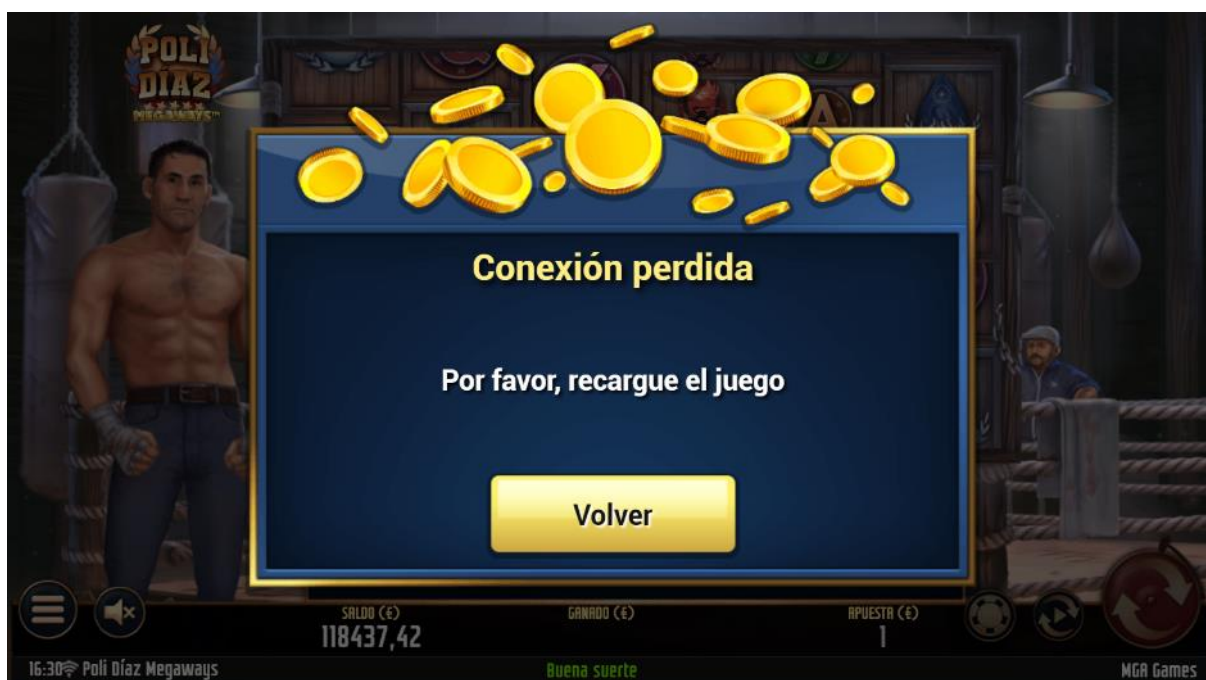 POLI
DÍAZ
MEGAWAYS™
A
Conexión perdida
Por favor, recargue el juego
Volver
SALDO (€) GANADO (€) APUESTA (€)
118437,42 1
16:30 Poli Díaz Megaways Buena suerte MGA Games